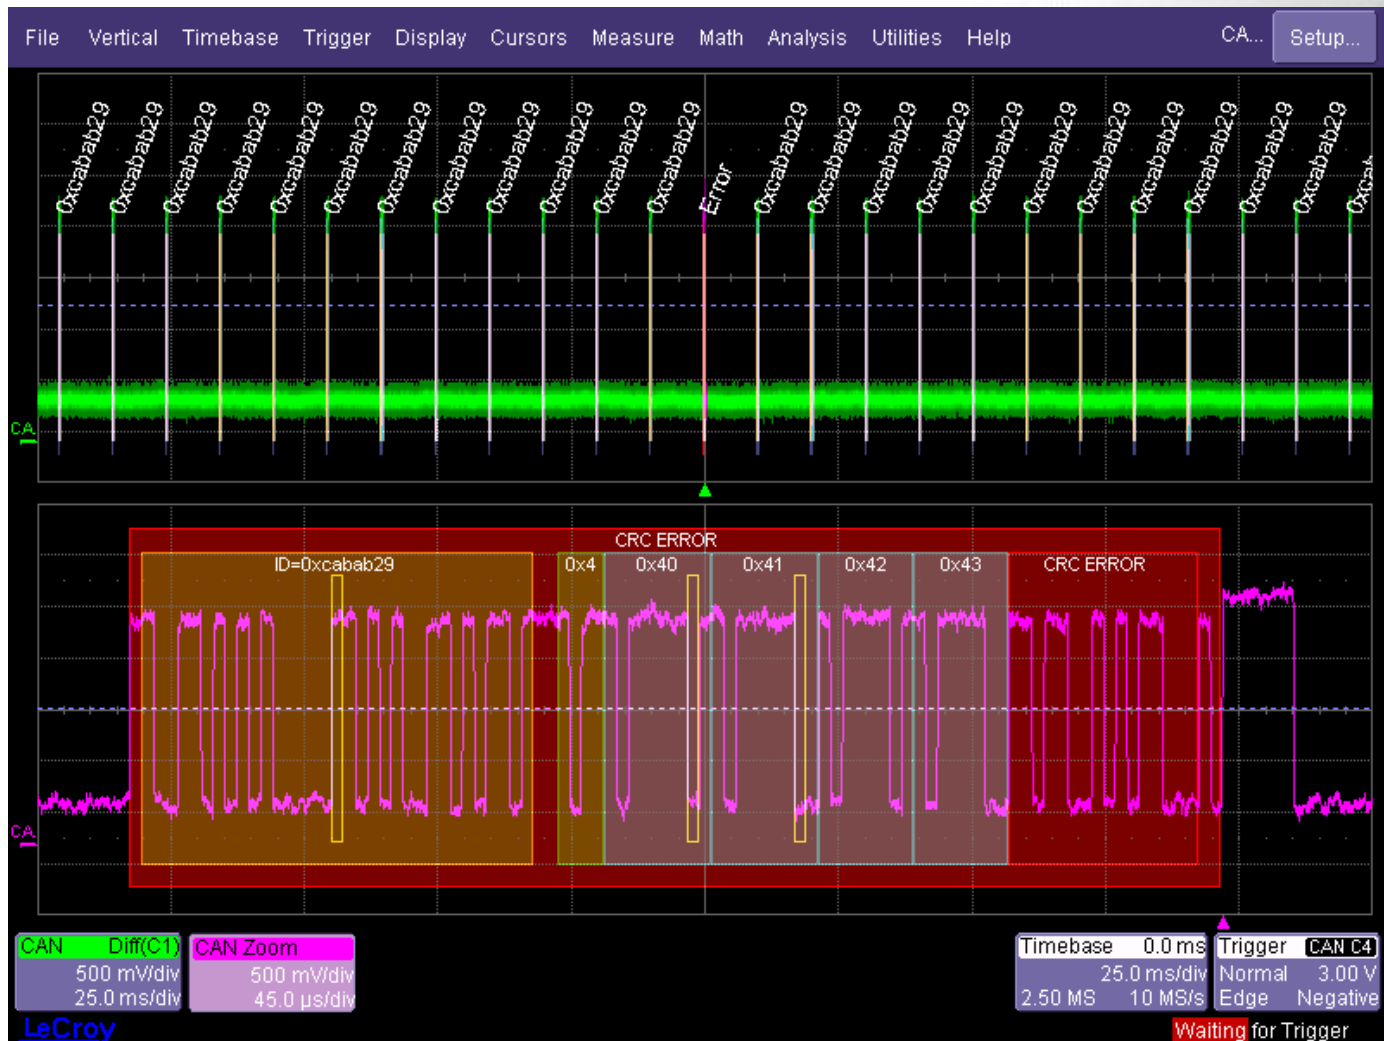 File Vertical Timebase Trigger Display Cursors Measure Math Analysis Utilities Help CA... Setup...
0xcabab29 0xcabab29 0xcabab29 0xcabab29 0xcabab29 0xcabab29 0xcabab29 0xcabab29 0xcabab29 0xcabab29 0xcabab29 0xcabab29 Error 0xcabab29 0xcabab29 0xcabab29 0xcabab29 0xcabab29 0xcabab29 0xcabab29 0xcabab29 0xcabab29 0xcabab29 0xcab
CA.
1
CRC ERROR
ID=0xcabab29 0x4 0x40 0x41 0x42 0x43 CRC ERROR
CA.
1
CAN Diff(C1)
500 mV/div
25.0 ms/div
CAN Zoom
500 mV/div
45.0 µs/div
Timebase 0.0 ms
25.0 ms/div
2.50 MS 10 MS/s
Trigger CAN C4
Normal 3.00 V
Edge Negative
LeCroy
Waiting for Trigger